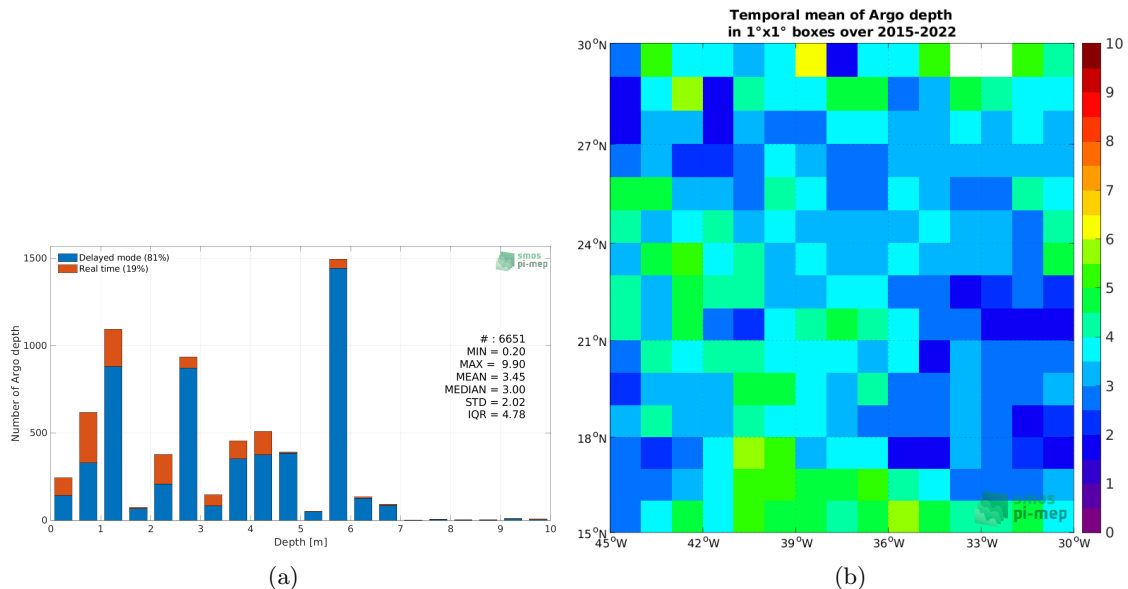 Delayed mode (81%)
Real time (19%)
smos
pi-mep
# : 6651
MIN = 0.20
MAX = 9.90
MEAN = 3.45
MEDIAN = 3.00
STD = 2.02
IQR = 4.78
Number of Argo depth
1500
1000
500
0
0 1 2 3 4 5 6 7 8 9 10
Depth [m]
(a)
Temporal mean of Argo depth
in 1°x1° boxes over 2015-2022
30°N
27°N
24°N
21°N
18°N
15°N
45°W 42°W 39°W 36°W 33°W 30°W
10
9
8
7
6
5
4
3
2
1
0
smos
pi-mep
(b)